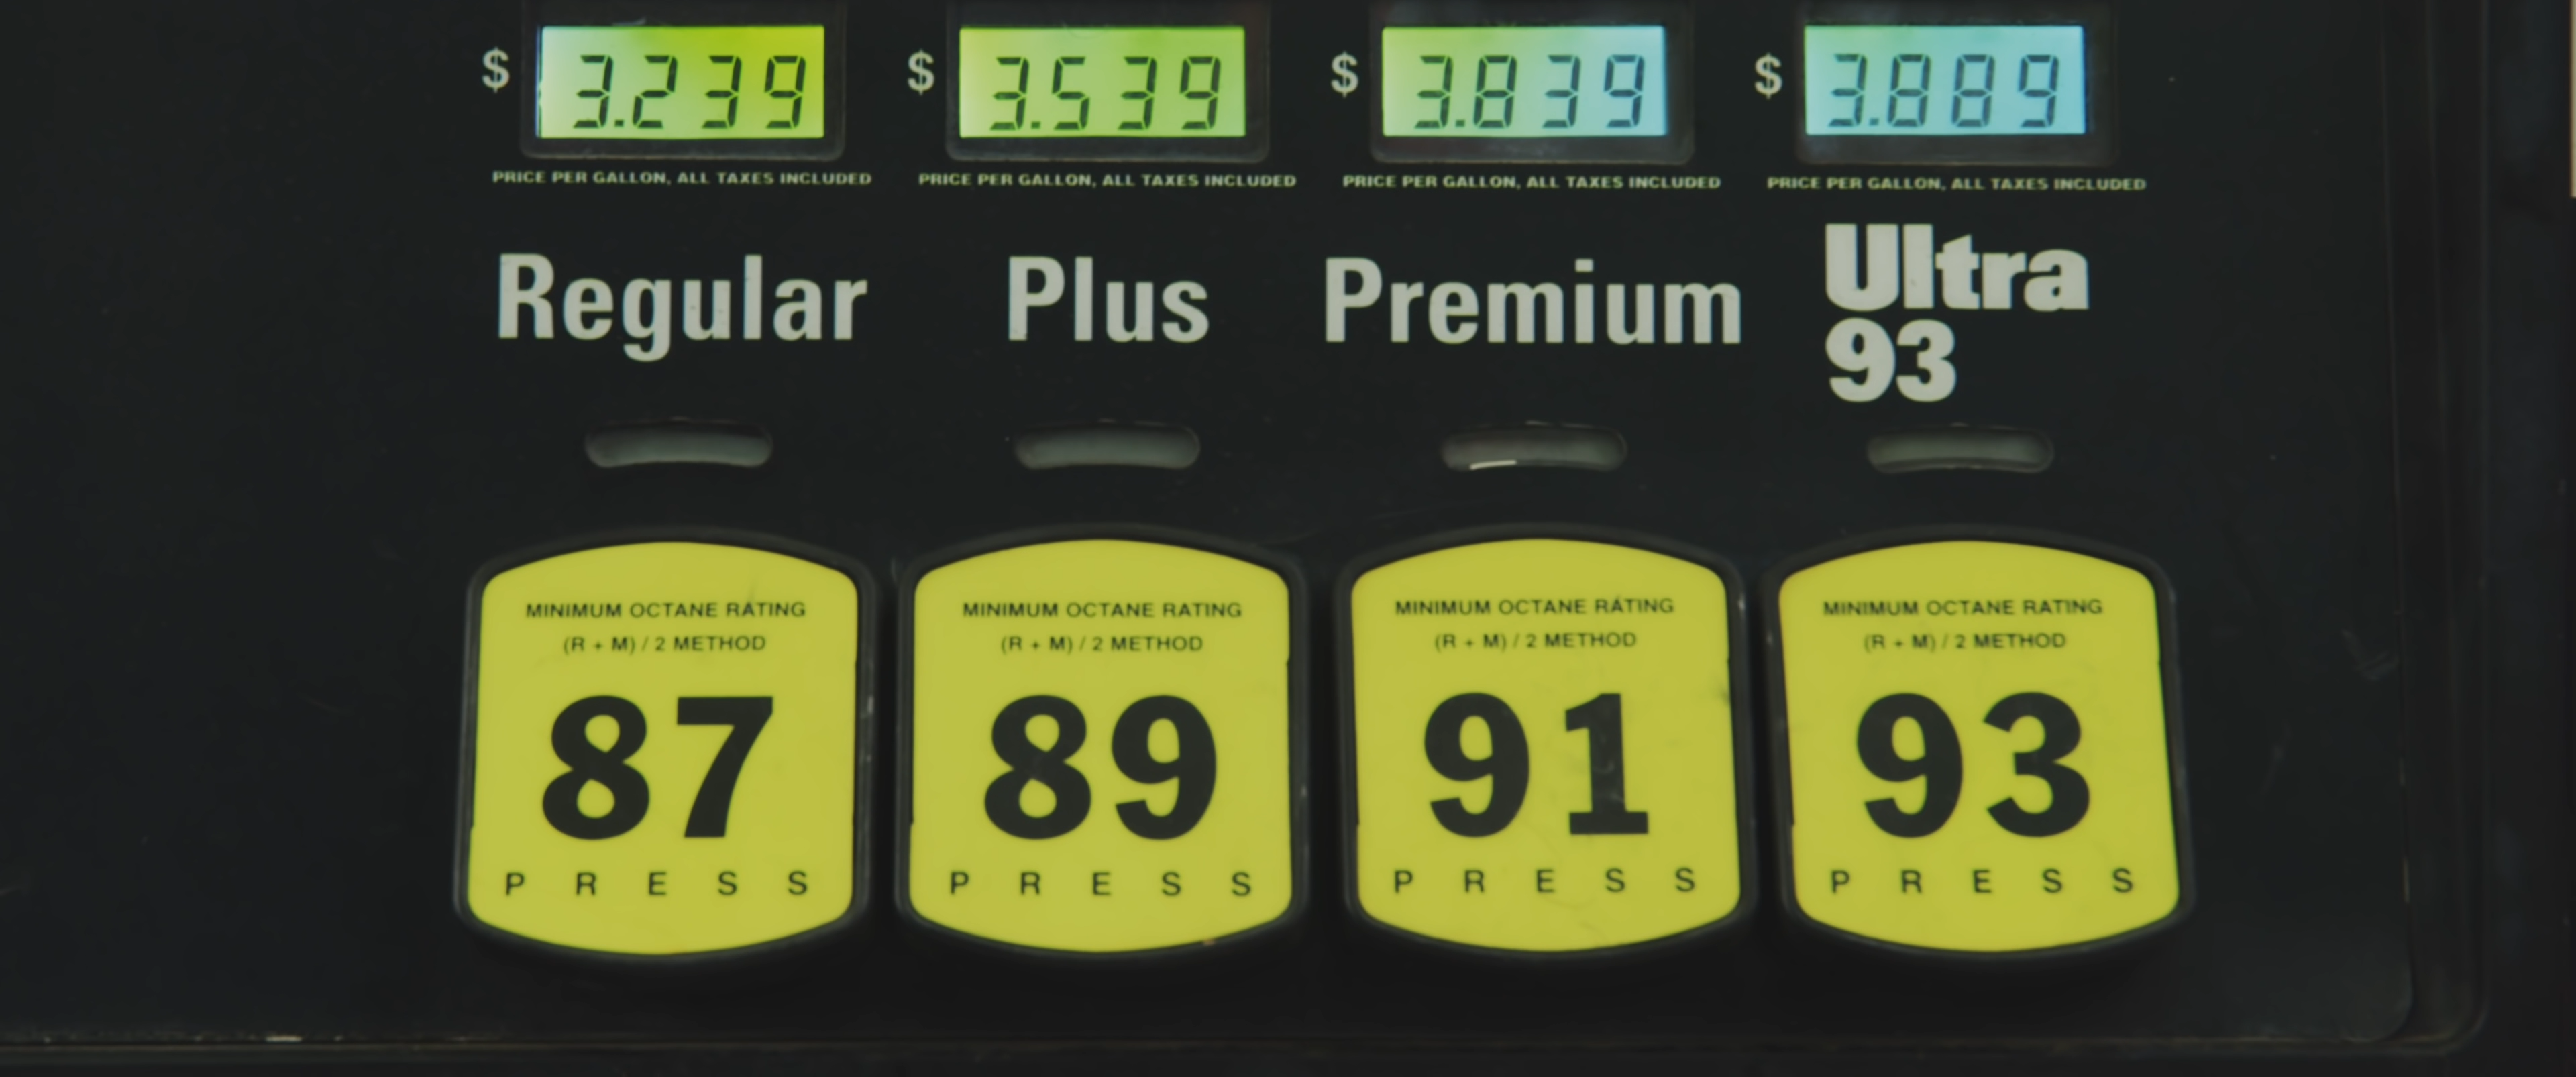 $ 3.239 $ 3.539 $ 3.839 $ 3.889
PRICE PER GALLON, ALL TAXES INCLUDED PRICE PER GALLON, ALL TAXES INCLUDED PRICE PER GALLON, ALL TAXES INCLUDED PRICE PER GALLON, ALL TAXES INCLUDED
Regular Plus Premium Ultra
93
MINIMUM OCTANE RATING MINIMUM OCTANE RATING MINIMUM OCTANE RATING MINIMUM OCTANE RATING
(R + M) / 2 METHOD (R + M) / 2 METHOD (R + M) / 2 METHOD (R + M) / 2 METHOD
87 89 91 93
PRESS PRESS PRESS PRESS